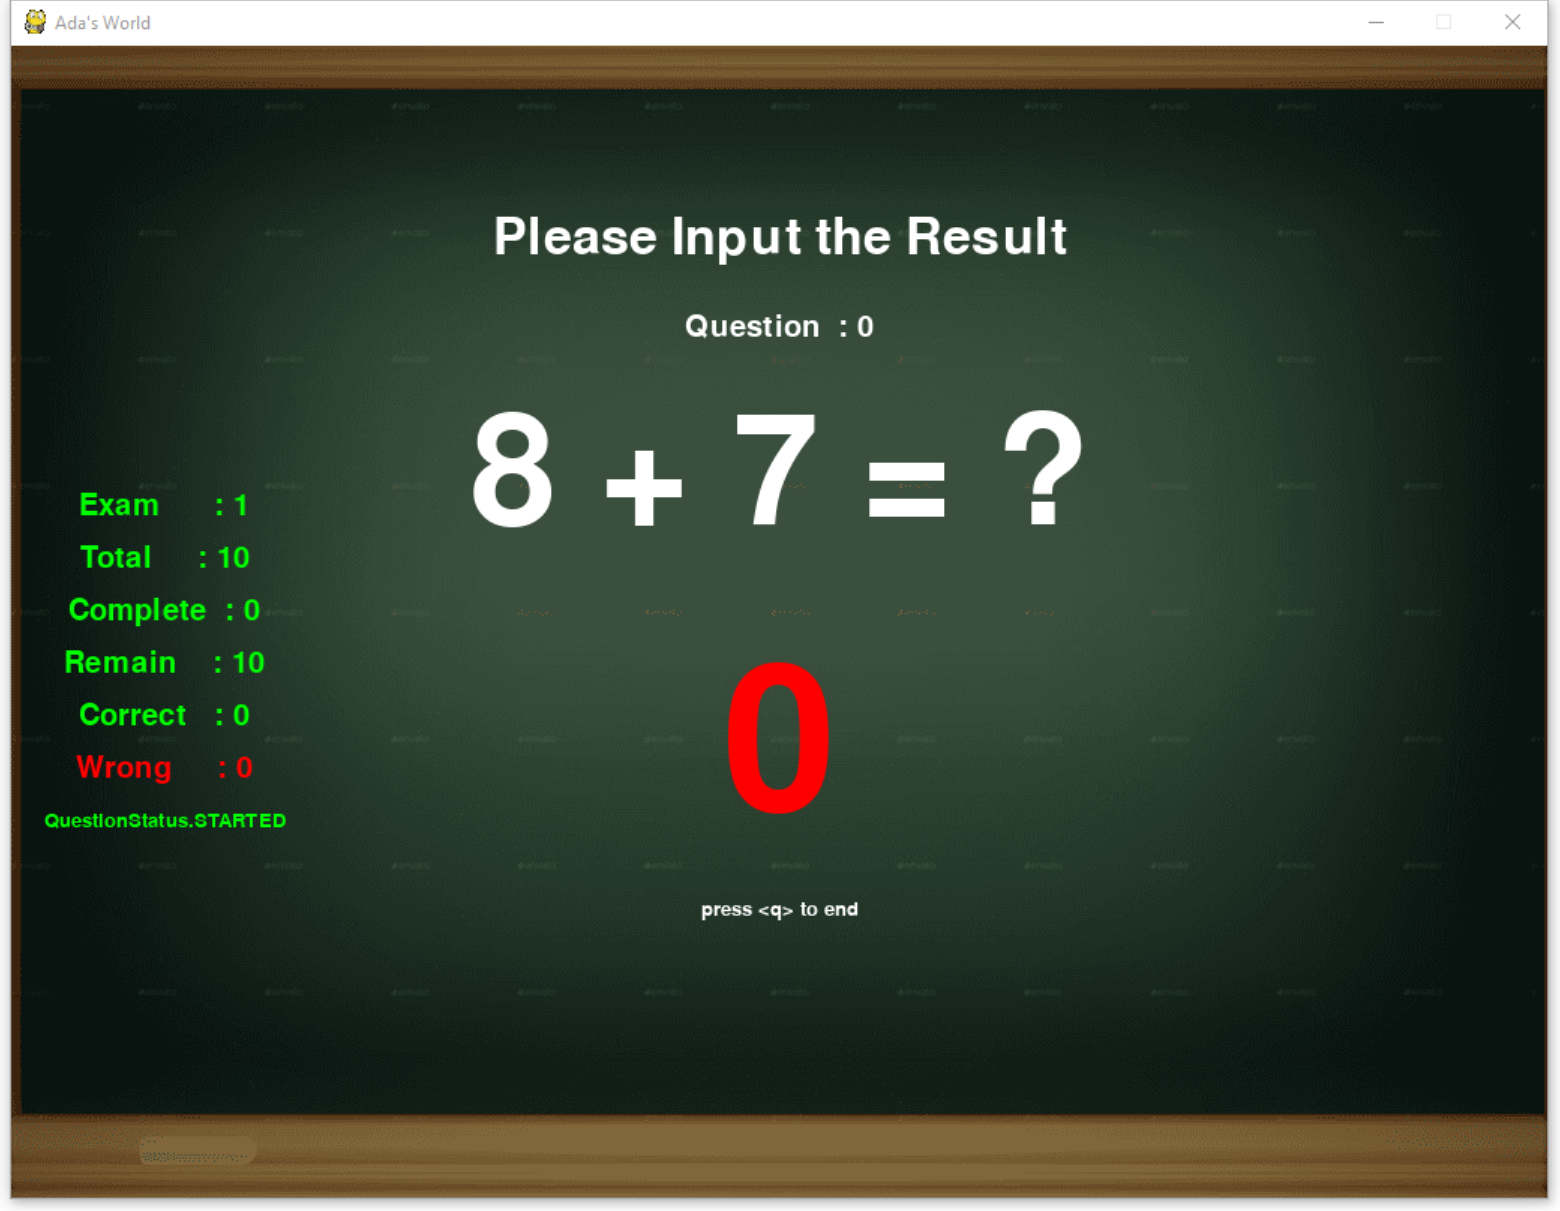 Ada's World
Please Input the Result
Question : 0
8 + 7 = ?
Exam : 1
Total : 10
Complete : 0
Remain : 10
Correct : 0
Wrong : 0
QuestionStatus.STARTED
0
press <q> to end